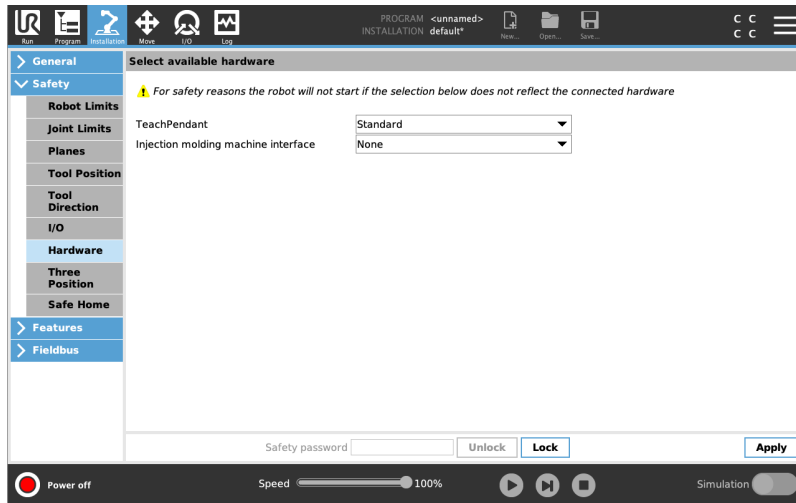 UR
Run
Program
Installation
Move
I/O
Log
PROGRAM <unnamed>
INSTALLATION default*
New...
Open...
Save...
C C
C C
General
Select available hardware
Safety
For safety reasons the robot will not start if the selection below does not reflect the connected hardware
Robot Limits
Joint Limits
Planes
Tool Position
Tool
Direction
I/O
Hardware
Three
Position
Safe Home
Features
Fieldbus
TeachPendant Standard
Injection molding machine interface None
Safety password Unlock Lock Apply
Power off Speed 100% Simulation